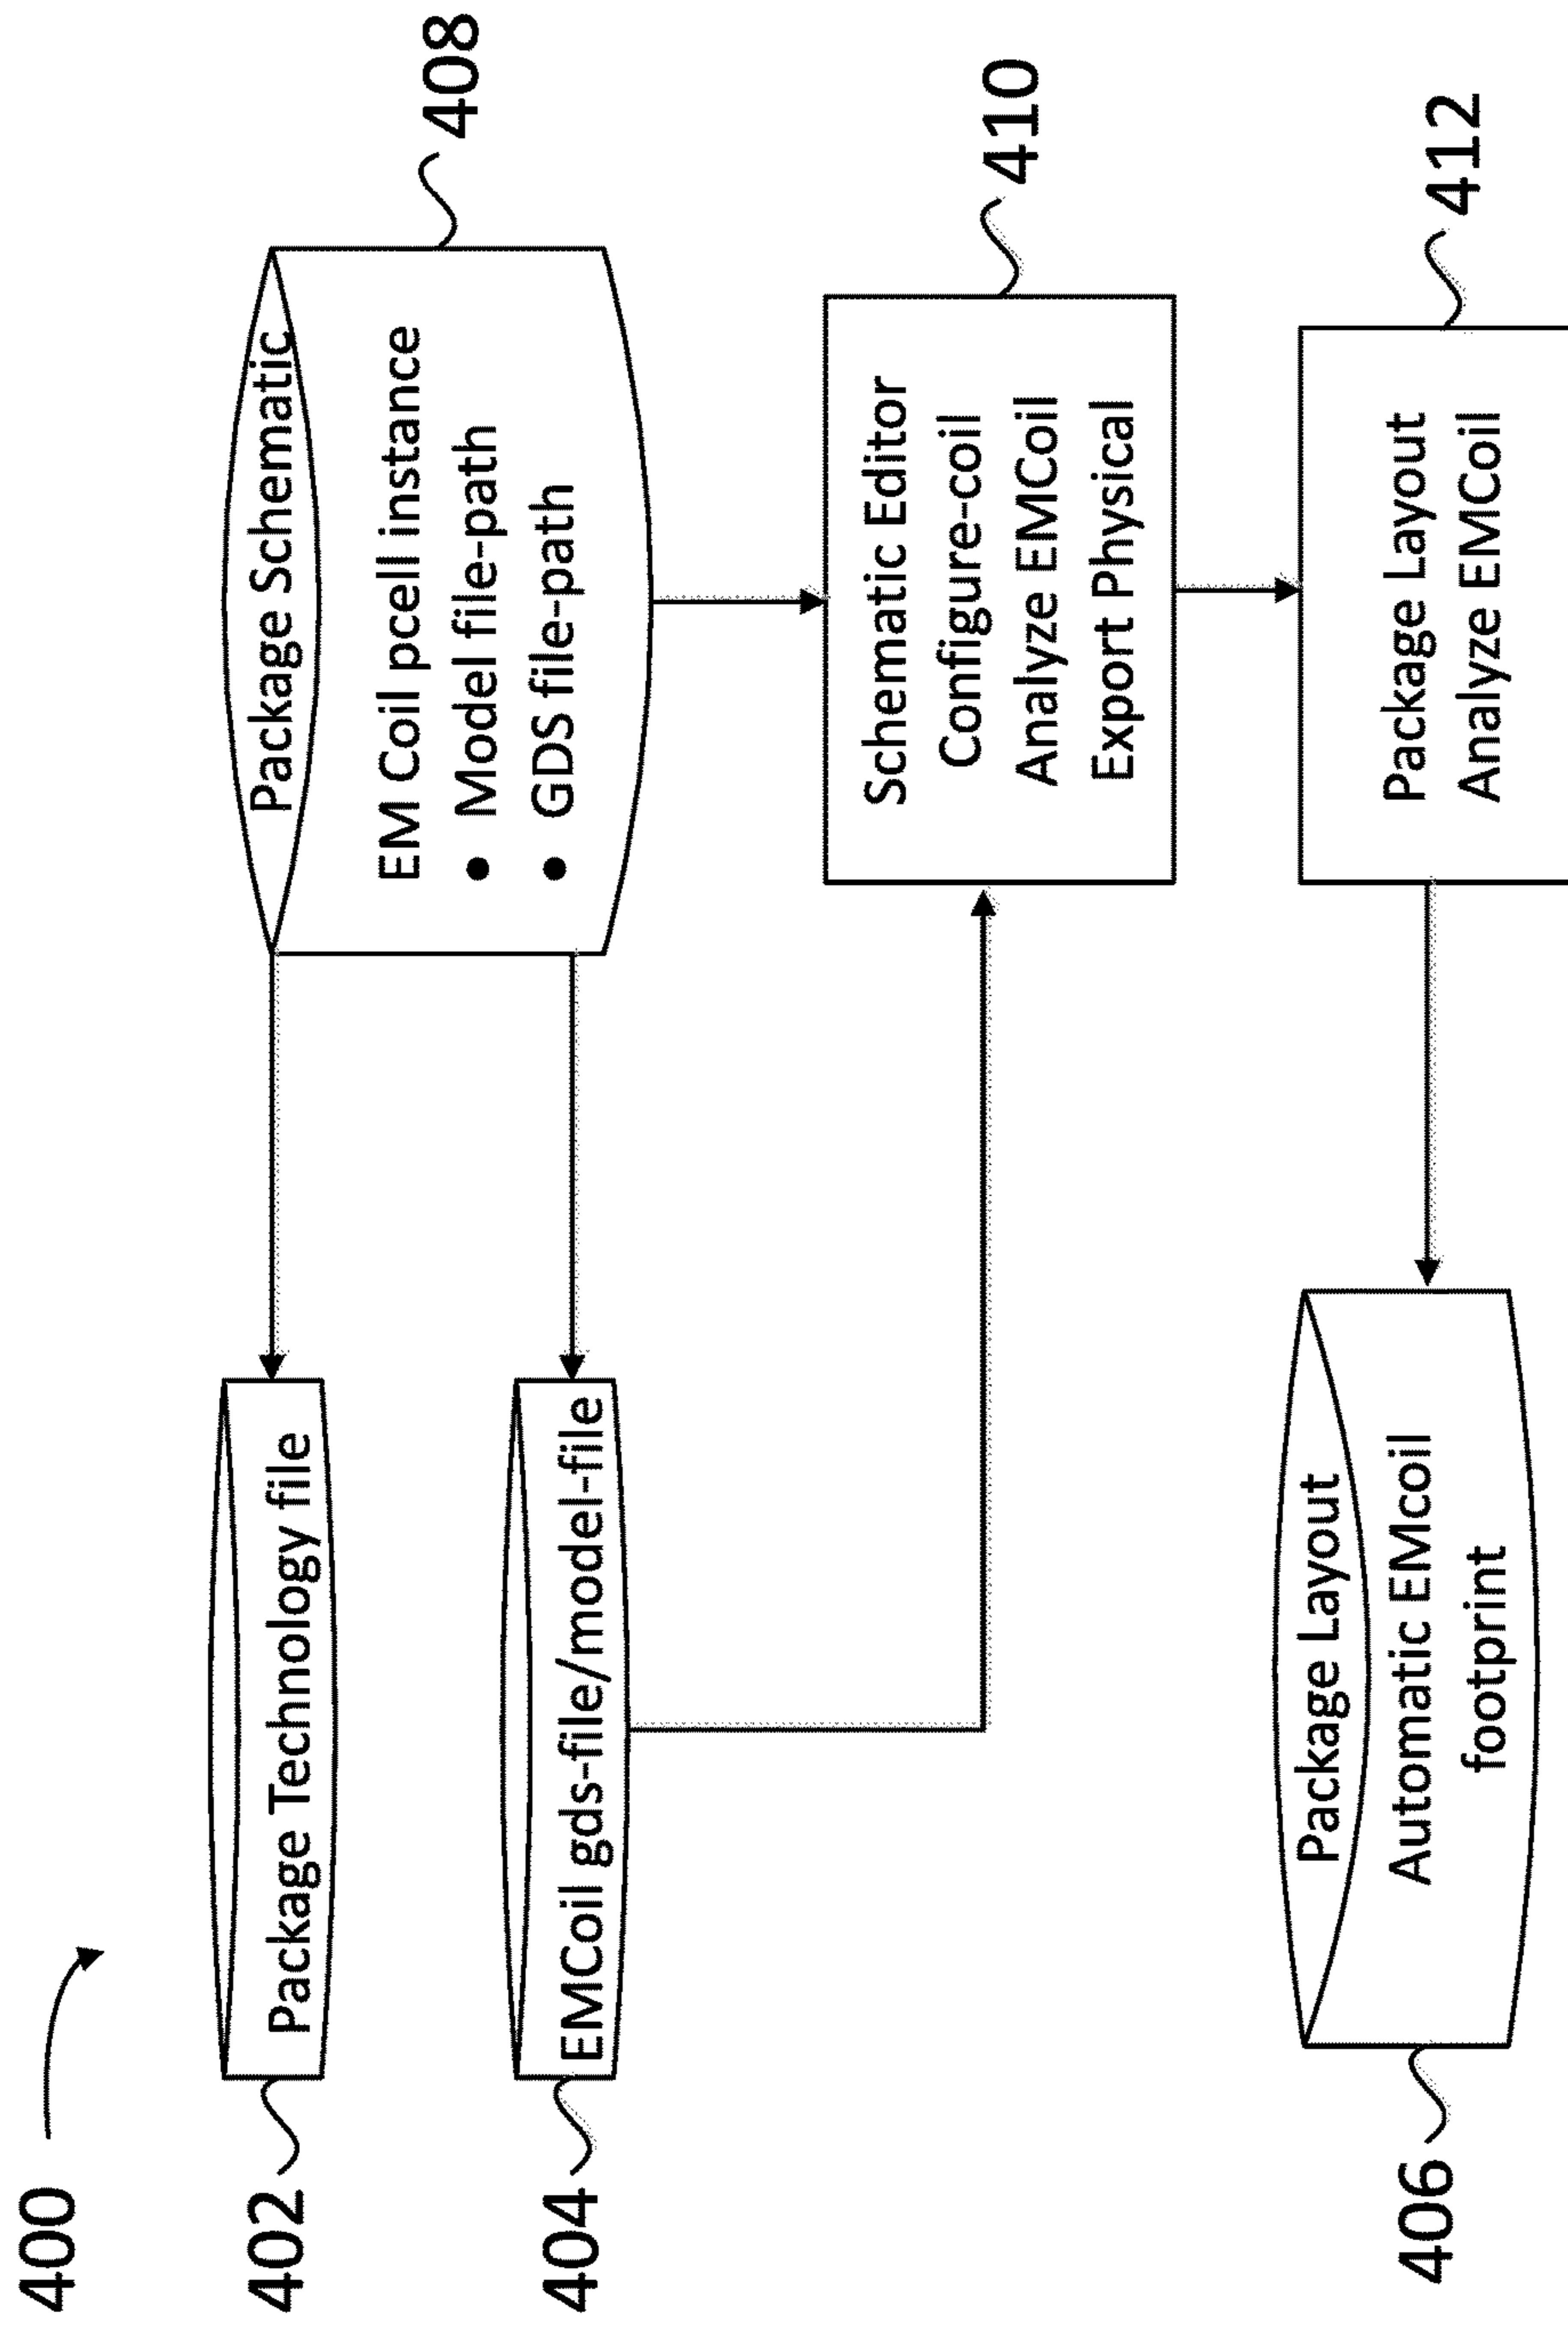 400
402
Package Technology file
404
EMCoil gds-file/model-file
406
Package Layout
Automatic EMcoil
footprint
408
Package Schematic
EM Coil pcell instance
● Model file-path
● GDS file-path
410
Schematic Editor
Configure-coil
Analyze EMCoil
Export Physical
412
Package Layout
Analyze EMCoil